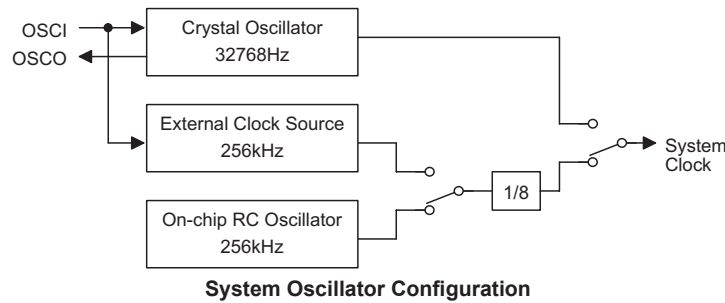 OSCI
OSCO
Crystal Oscillator
32768Hz
External Clock Source
256kHz
On-chip RC Oscillator
256kHz
1/8
System
Clock
System Oscillator Configuration